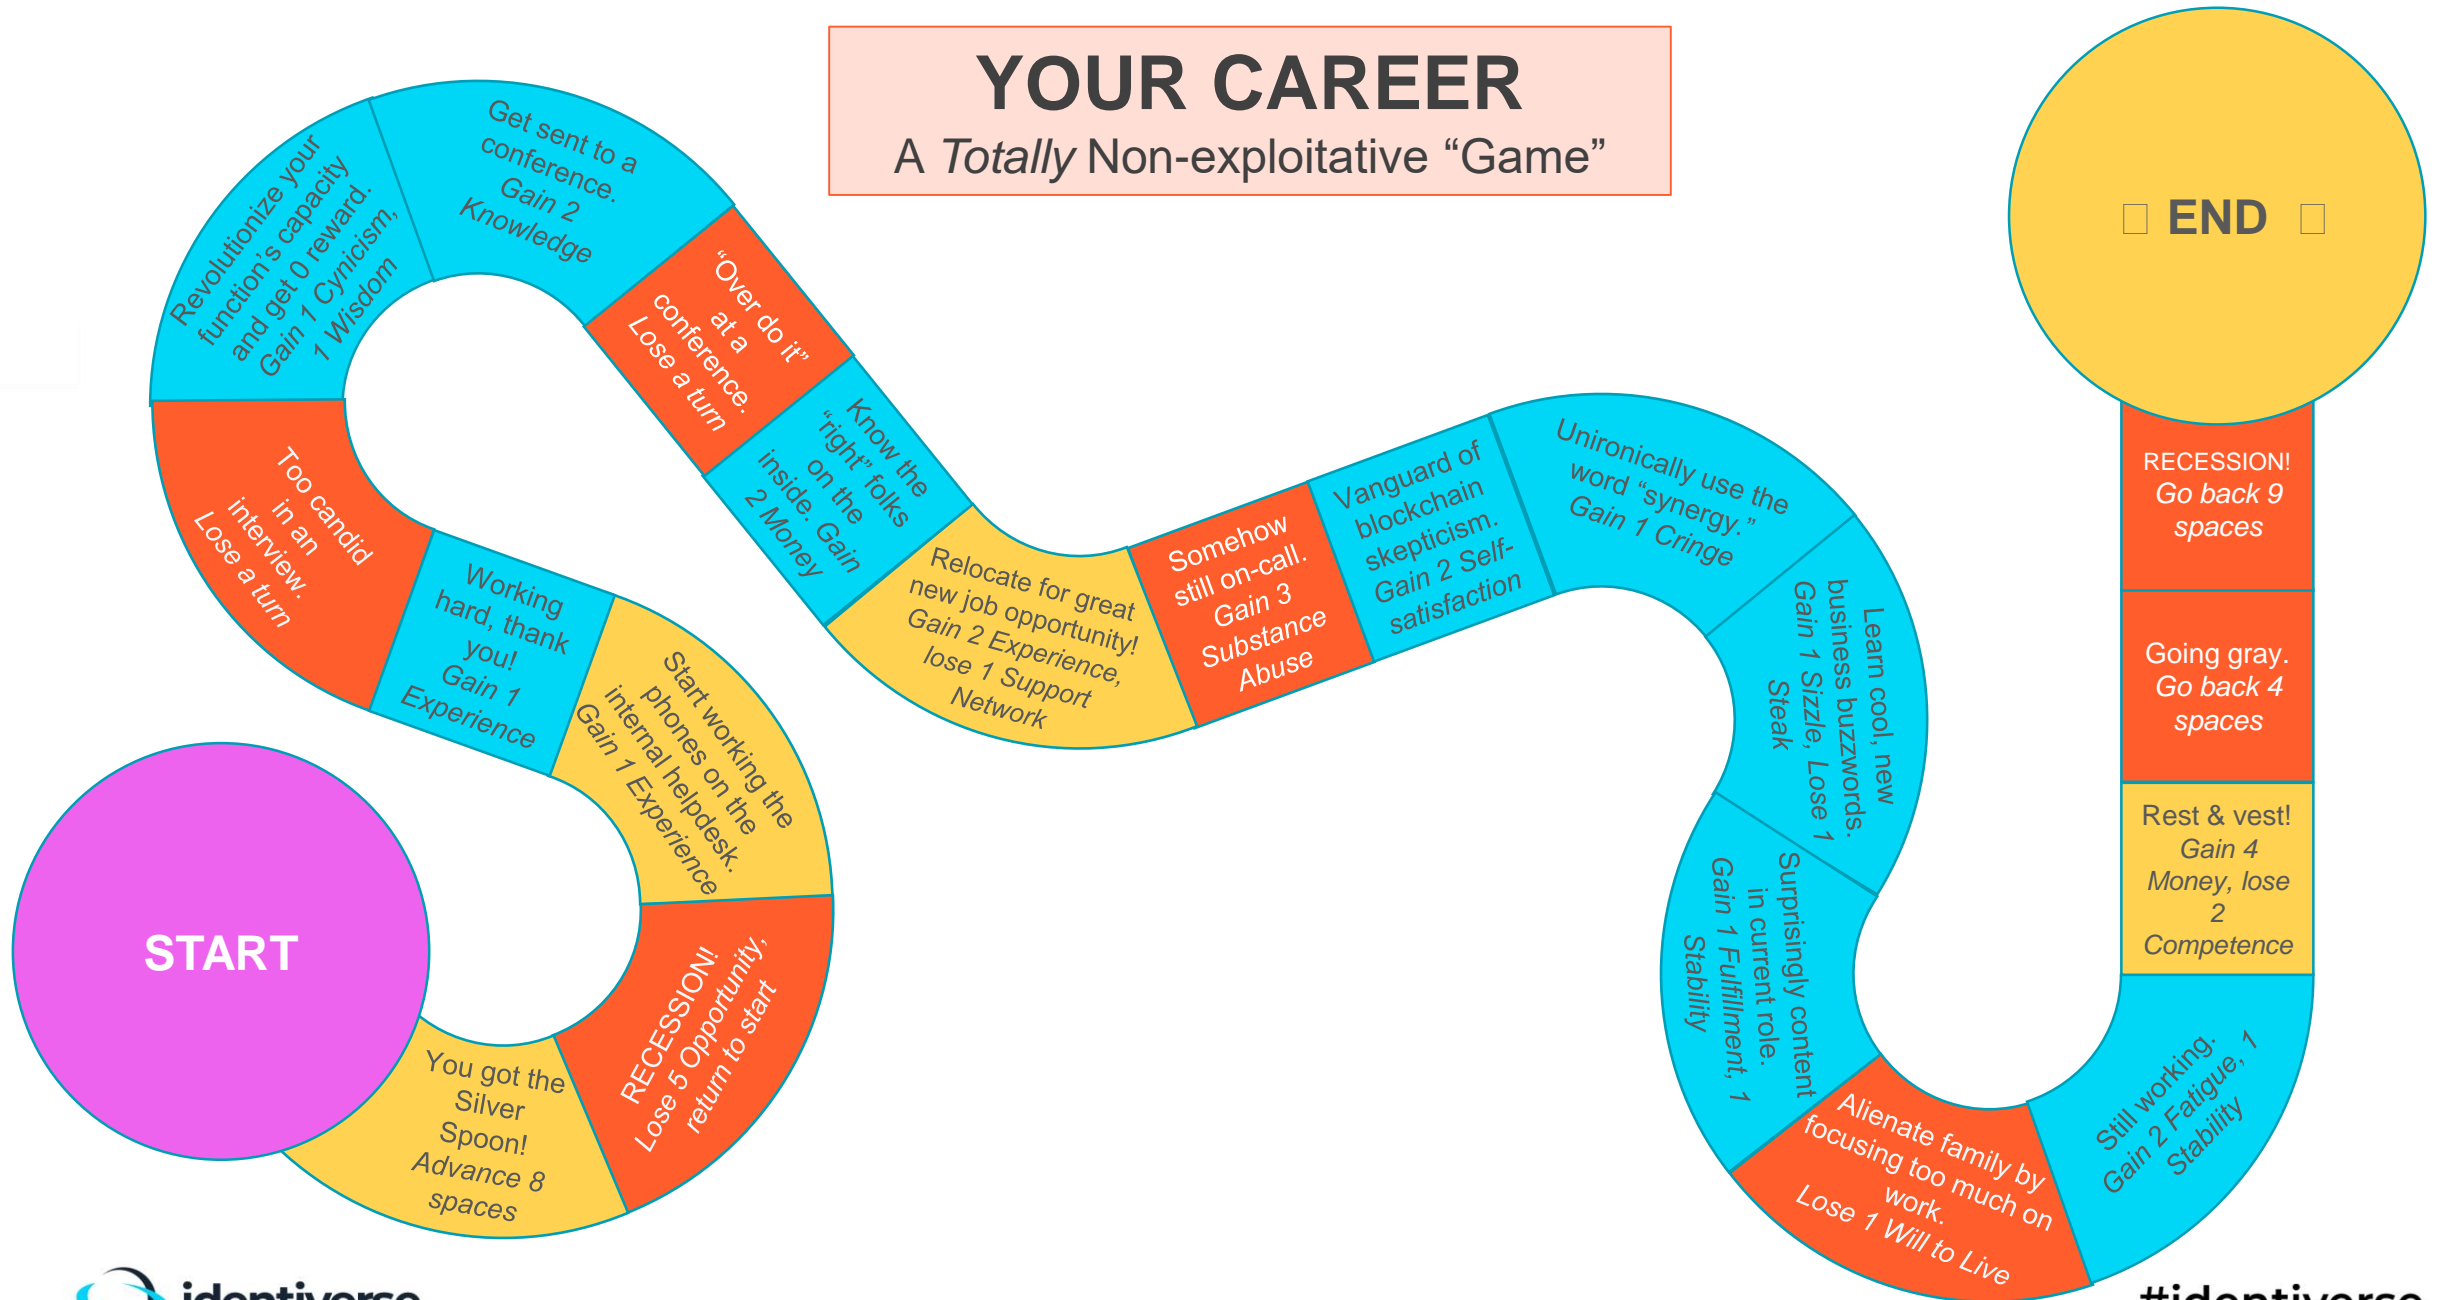 YOUR CAREER
A Totally Non-exploitative “Game”
START
You got the
Silver
Spoon!
Advance 8
spaces
RECESSION!
Lose 5 Opportunity,
return to start
Start working the
phones on the
internal helpdesk.
Gain 1 Experience
Working
hard, thank
you!
Gain 1
Experience
Too candid
in an
interview.
Lose a turn
Revolutionize your
function’s capacity
and get 0 reward.
Gain 1 Cynicism,
1 Wisdom
Get sent to a
conference.
Gain 2
Knowledge
“Over do it”
at a
conference.
Lose a turn
Know the
“right” folks
on the
inside. Gain
2 Money
Relocate for great
new job opportunity!
Gain 2 Experience,
lose 1 Support
Network
Somehow
still on-call.
Gain 3
Substance
Abuse
Vanguard of
blockchain
skepticism.
Gain 2 Self-
satisfaction
Unironically use the
word “synergy.”
Gain 1 Cringe
Learn cool, new
business buzzwords.
Gain 1 Sizzle, Lose 1
Steak
Surprisingly content
in current role.
Gain 1 Fulfillment, 1
Stability
Alienate family by
focusing too much on
work.
Lose 1 Will to Live
Still working.
Gain 2 Fatigue, 1
Stability
Rest & vest!
Gain 4
Money, lose
2
Competence
Going gray.
Go back 4
spaces
RECESSION!
Go back 9
spaces
END
identiverse
#identiverse